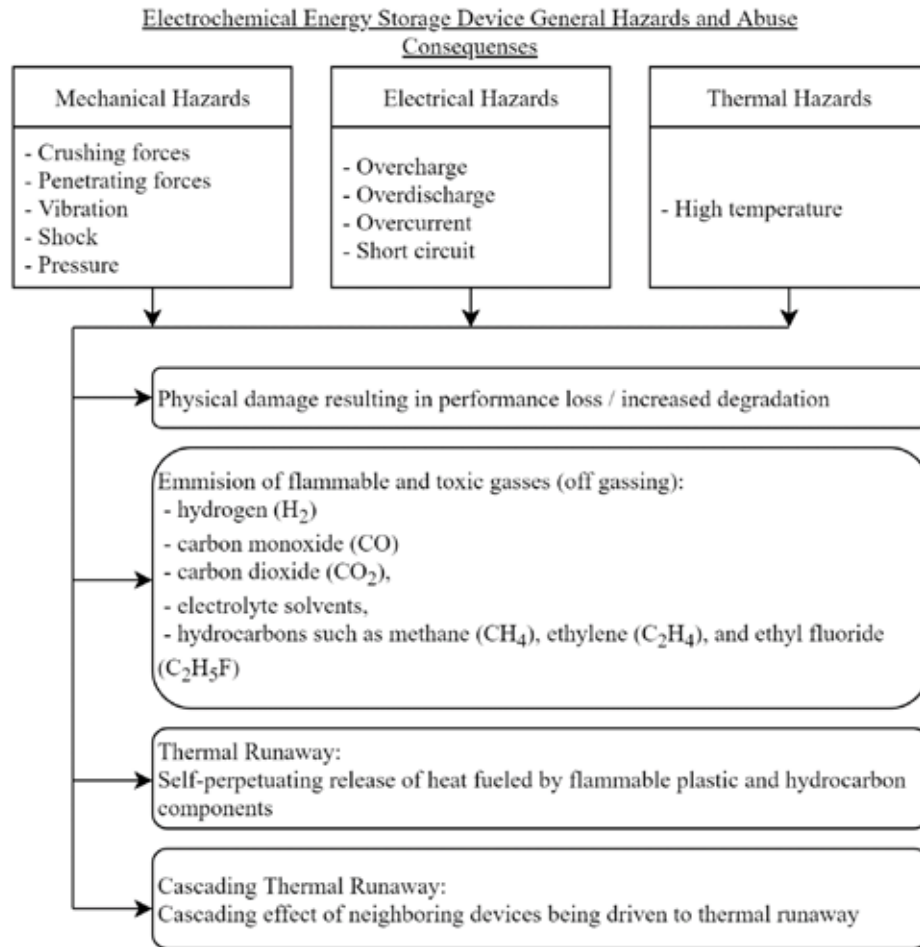 Electrochemical Energy Storage Device General Hazards and Abuse
Consequenses
Mechanical Hazards
- Crushing forces
- Penetrating forces
- Vibration
- Shock
- Pressure
Electrical Hazards
- Overcharge
- Overdischarge
- Overcurrent
- Short circuit
Thermal Hazards
- High temperature
Physical damage resulting in performance loss / increased degradation
Emmision of flammable and toxic gasses (off gassing):
- hydrogen (H₂)
- carbon monoxide (CO)
- carbon dioxide (CO₂),
- electrolyte solvents,
- hydrocarbons such as methane (CH₄), ethylene (C₂H₄), and ethyl fluoride
(C₂H₅F)
Thermal Runaway:
Self-perpetuating release of heat fueled by flammable plastic and hydrocarbon
components
Cascading Thermal Runaway:
Cascading effect of neighboring devices being driven to thermal runaway